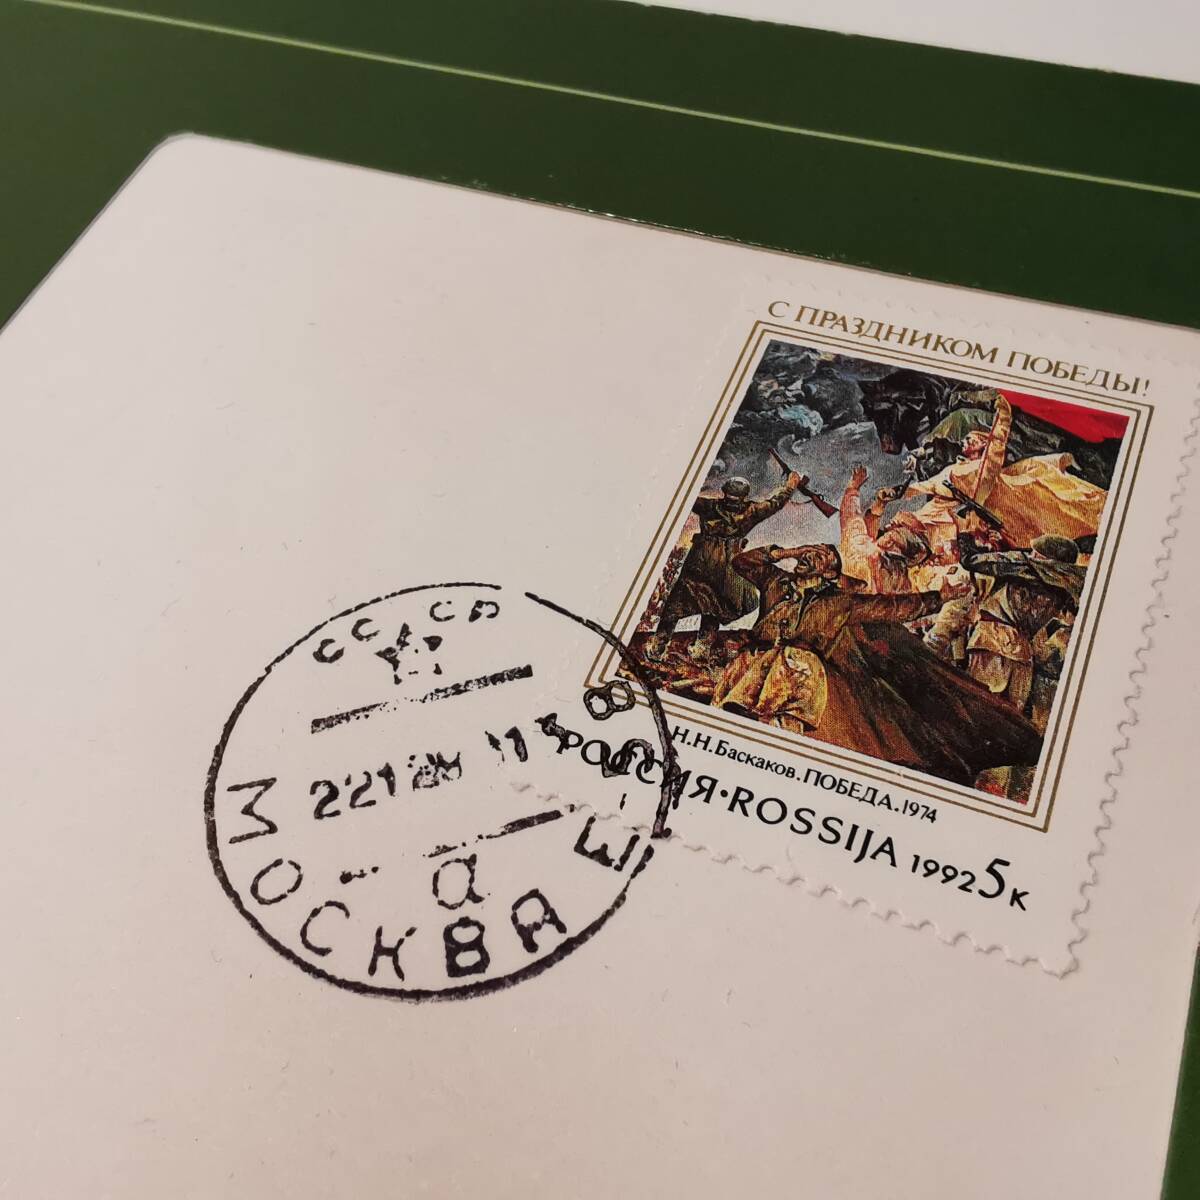 С ПРАЗДНИКОМ ПОБЕДЫ!
Н.Н.Баскаков.ПОБЕДА.1974
РОССИЯ·ROSSIJA 1992 5К
СССР
а
МОСКВА